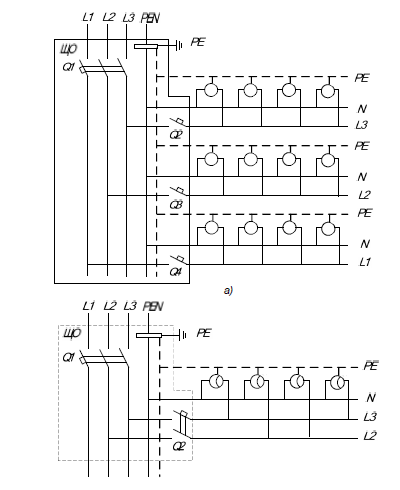 L1 L2 L3 PEN
PE
ЩО
Q1
PE
N
Q2 L3
PE
N
Q3 L2
PE
N
Q4 L1
а)
L1 L2 L3 PEN
ЩО PE
Q1
PE
N
L3
Q2 L2